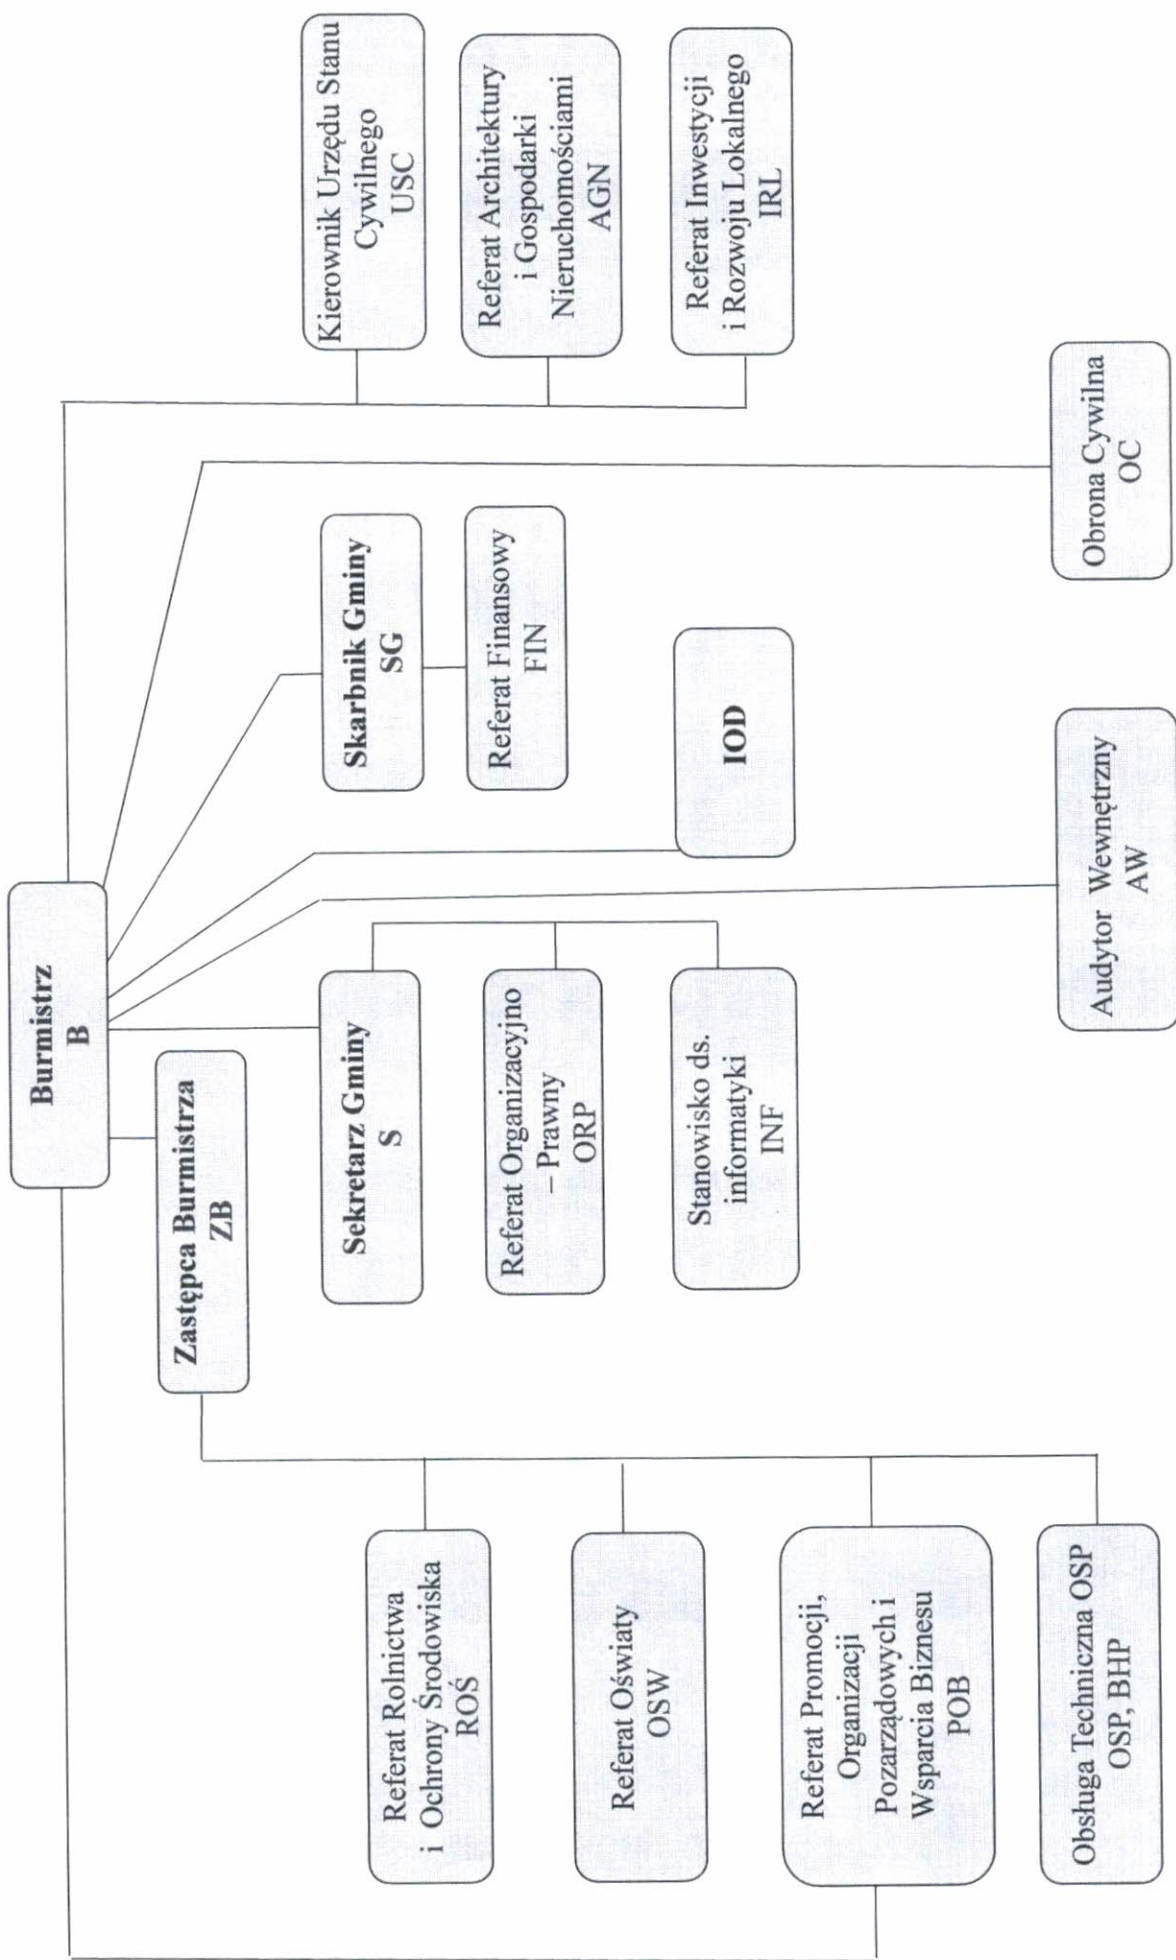 Burmistrz
B
Zastępca Burmistrza
ZB
Sekretarz Gminy
S
Skarbnik Gminy
SG
Kierownik Urzędu Stanu
Cywilnego
USC
Referat Rolnictwa
i Ochrony Środowiska
ROŚ
Referat Organizacyjno
– Prawny
ORP
Referat Finansowy
FIN
Referat Architektury
i Gospodarki
Nieruchomościami
AGN
Referat Oświaty
OSW
Stanowisko ds.
informatyki
INF
IOD
Referat Inwestycji
i Rozwoju Lokalnego
IRL
Referat Promocji,
Organizacji
Pozarządowych i
Wsparcia Biznesu
POB
Obsługa Techniczna OSP
OSP, BHP
Audytor Wewnętrzny
AW
Obrona Cywilna
OC